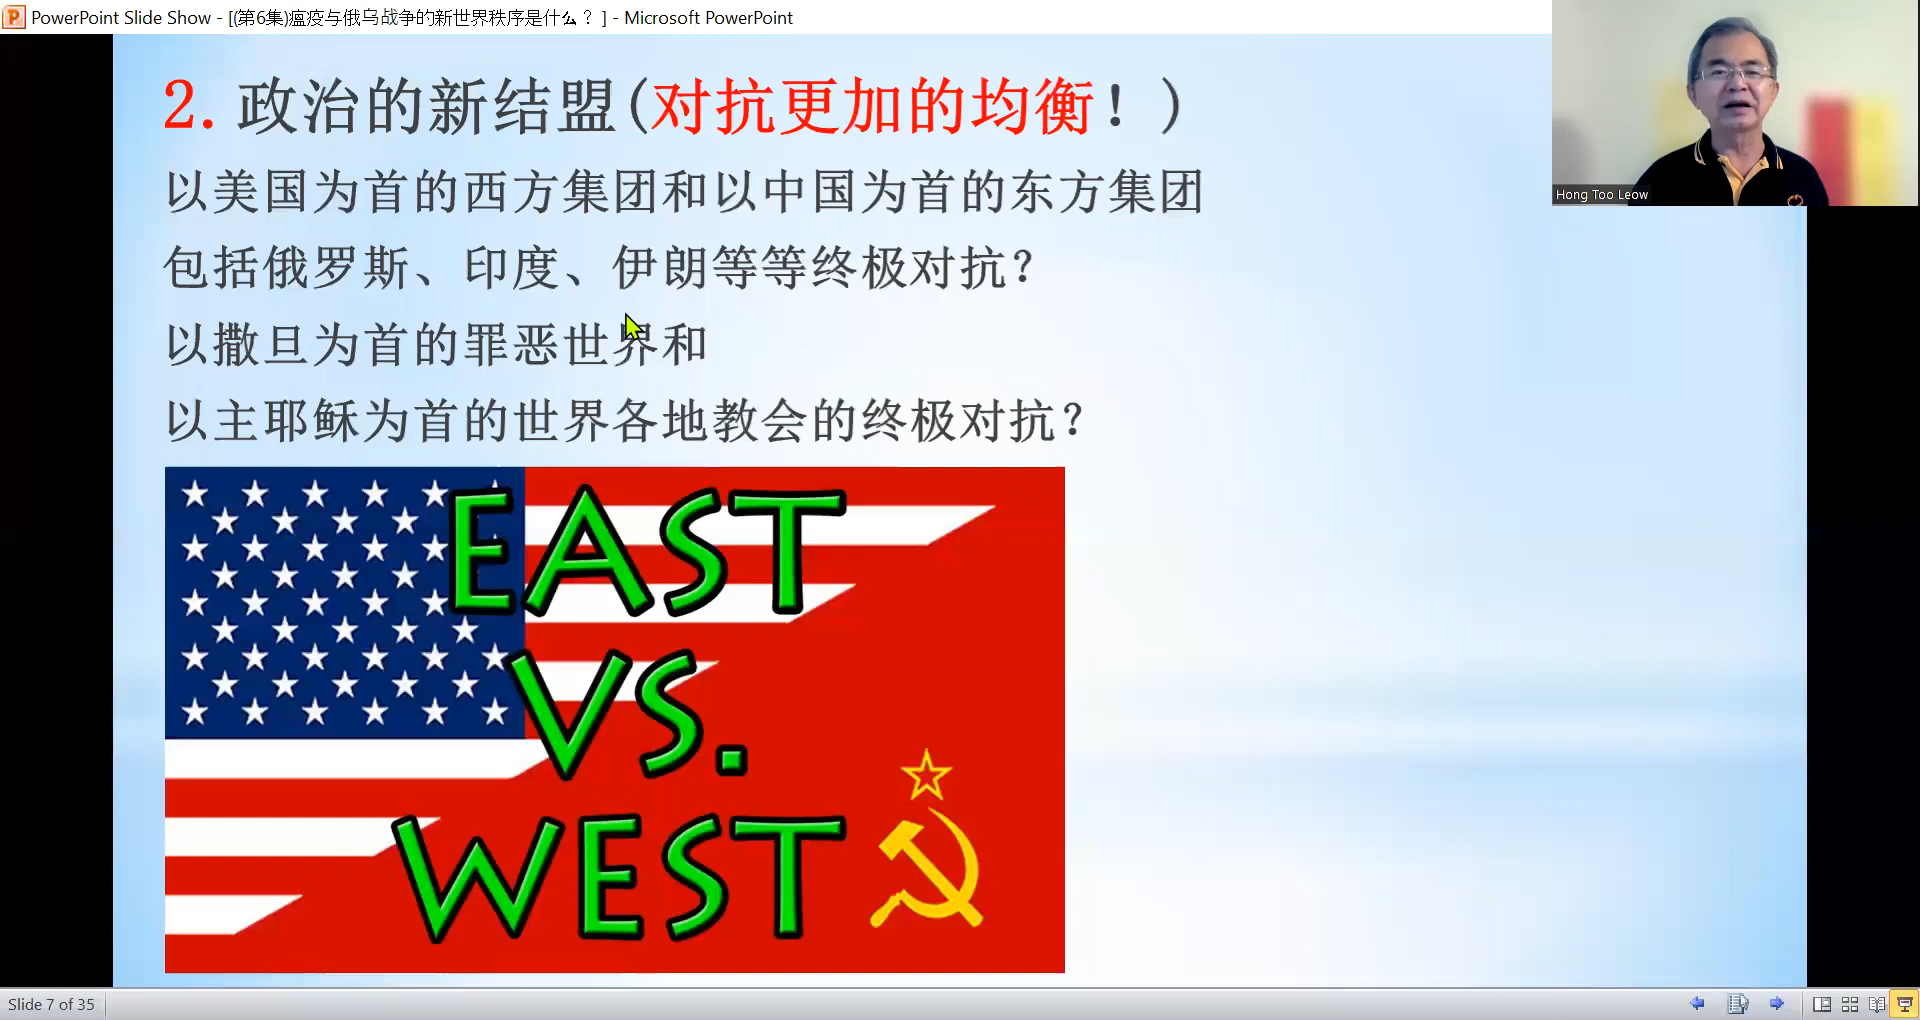 PowerPoint Slide Show - [(第6集)瘟疫与俄乌战争的新世界秩序是什么？ ] - Microsoft PowerPoint
Hong Too Leow
2. 政治的新结盟(对抗更加的均衡！)
以美国为首的西方集团和以中国为首的东方集团
包括俄罗斯、印度、伊朗等等终极对抗？
以撒旦为首的罪恶世界和
以主耶稣为首的世界各地教会的终极对抗？
EAST
VS.
WEST
Slide 7 of 35